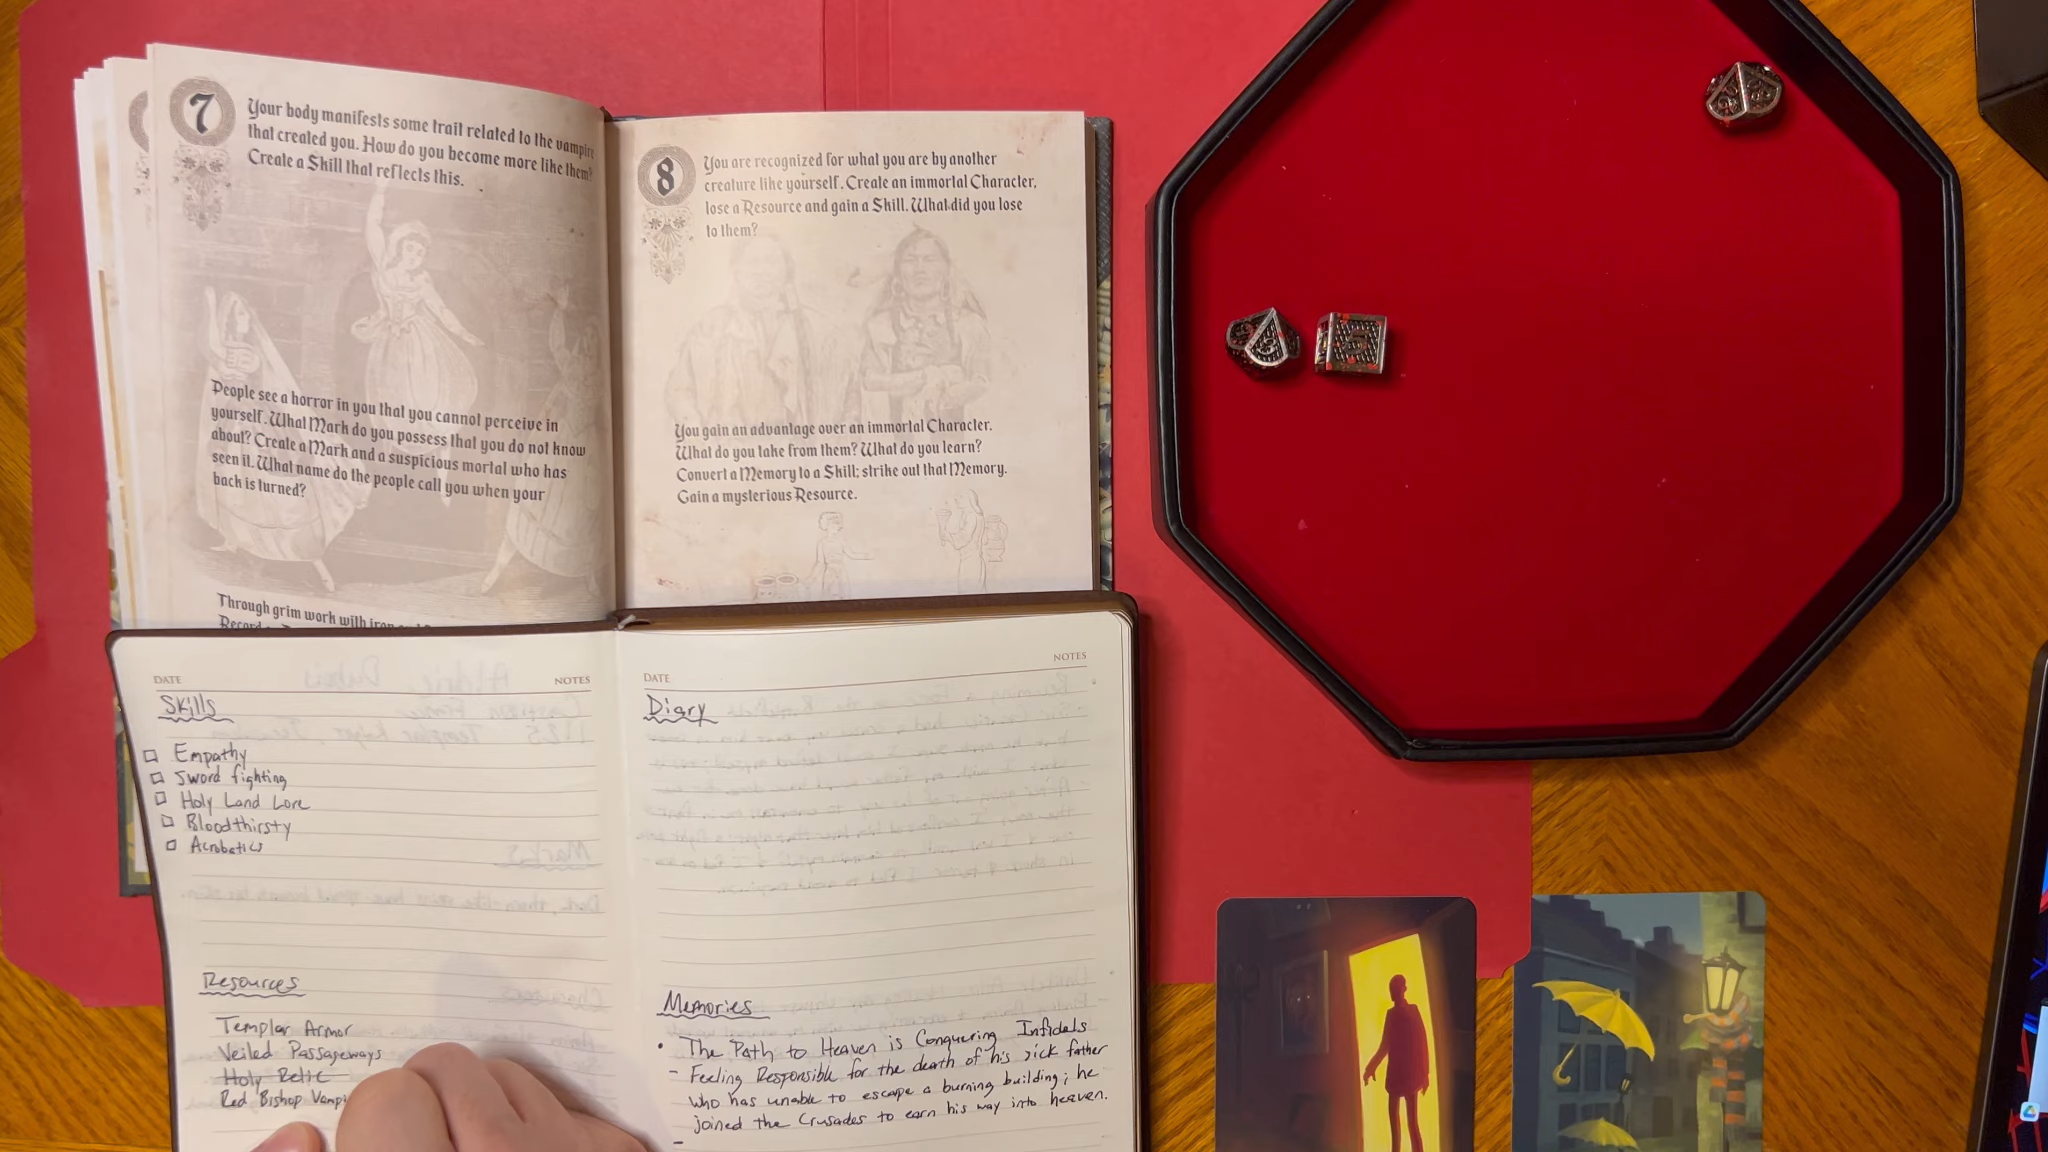 7
Your body manifests some trait related to the vampire
that created you. How do you become more like them?
Create a Skill that reflects this.
People see a horror in you that you cannot perceive in
yourself. What Mark do you possess that you do not know
about? Create a Mark and a suspicious mortal who has
seen it. What name do the people call you when your
back is turned?
Through grim work with iron
8
You are recognized for what you are by another
creature like yourself. Create an immortal Character,
lose a Resource and gain a Skill. What did you lose
to them?
You gain an advantage over an immortal Character.
What do you take from them? What do you learn?
Convert a Memory to a Skill; strike out that Memory.
Gain a mysterious Resource.
DATE NOTES
Skills
Empathy
Sword fighting
Holy Land Lore
Bloodthirsty
Acrobatics
Resources
Templar Armor
Veiled Passageways
Holy Relic
Red Bishop Vampi
DATE NOTES
Diary
Memories
• The Path to Heaven is Conquering Infidels
- Feeling Responsible for the death of his sick father
who was unable to escape a burning building; he
joined the Crusades to earn his way into heaven.
-